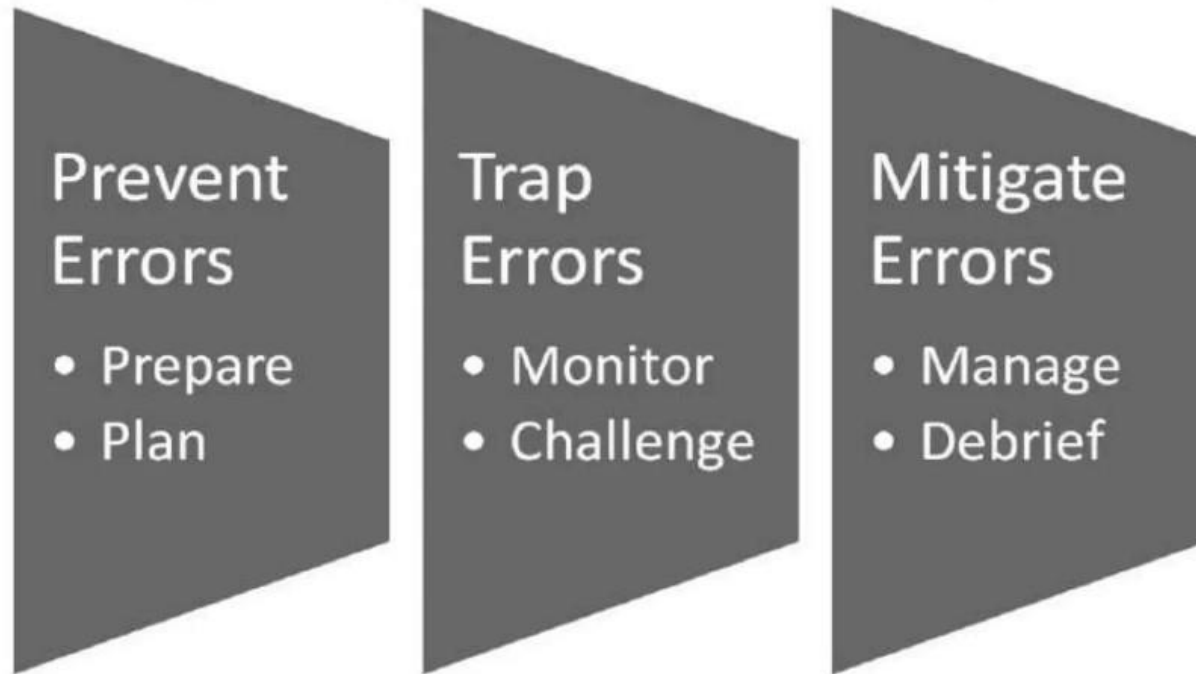 Prevent
Errors
• Prepare
• Plan
Trap
Errors
• Monitor
• Challenge
Mitigate
Errors
• Manage
• Debrief